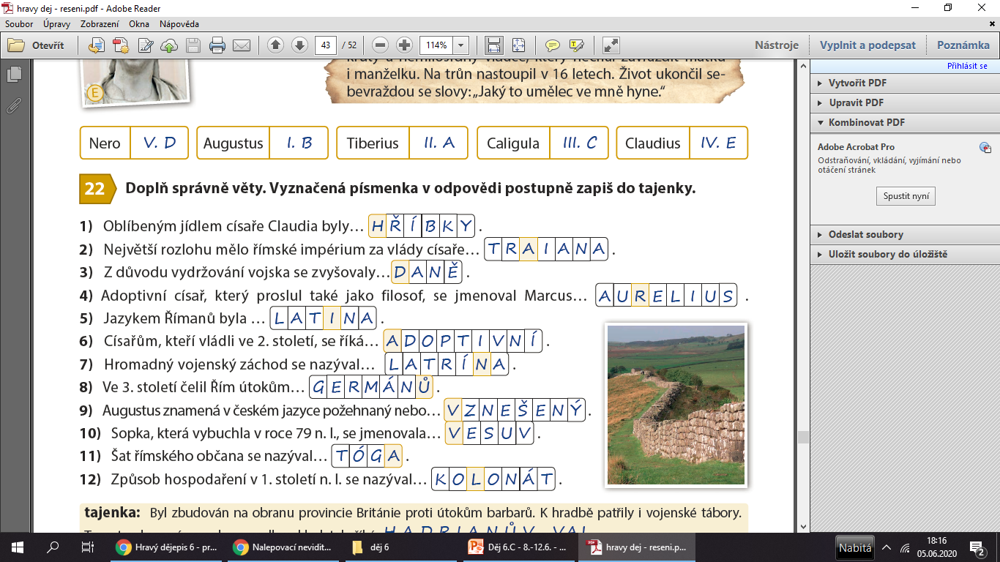 hravy dej - reseni.pdf - Adobe Reader
Soubor Úpravy Zobrazení Okna Nápověda
Otevřít 43 / 52 114% Nástroje Vyplnit a podepsat Poznámka
i manželku. Na trůn nastoupil v 16 letech. Život ukončil se-
bevraždou se slovy: „Jaký to umělec ve mně hyne.“
E
Nero V. D Augustus I. B Tiberius II. A Caligula III. C Claudius IV. E
22 Doplň správně věty. Vyznačená písmenka v odpovědi postupně zapiš do tajenky.
1) Oblíbeným jídlem císaře Claudia byly… HŘÍBKY .
2) Největší rozlohu mělo římské impérium za vlády císaře… TRAIANA .
3) Z důvodu vydržování vojska se zvyšovaly… DANĚ .
4) Adoptivní císař, který proslul také jako filosof, se jmenoval Marcus… AURELIUS .
5) Jazykem Římanů byla … LATINA .
6) Císařům, kteří vládli ve 2. století, se říká… ADOPTIVNÍ .
7) Hromadný vojenský záchod se nazýval… LATRÍNA .
8) Ve 3. století čelil Řím útokům… GERMÁNŮ .
9) Augustus znamená v českém jazyce požehnaný nebo… VZNEŠENÝ .
10) Sopka, která vybuchla v roce 79 n. l., se jmenovala… VESUV .
11) Šat římského občana se nazýval… TÓGA .
12) Způsob hospodaření v 1. století n. l. se nazýval… KOLONÁT .
tajenka: Byl zbudován na obranu provincie Británie proti útokům barbarů. K hradbě patřily i vojenské tábory.
HADRIANŮV VAL
Přihlásit se
Vytvořit PDF
Upravit PDF
Kombinovat PDF
Adobe Acrobat Pro
Odstraňování, vkládání, vyjímání nebo
otáčení stránek
Spustit nyní
Odeslat soubory
Uložit soubory do úložiště
Hravý dějepis 6 - pr... Nalepovací nevidit... děj 6 Děj 6.C - 8.-12.6. - ... hravy dej - reseni.p... Nabitá 18:16
05.06.2020 2